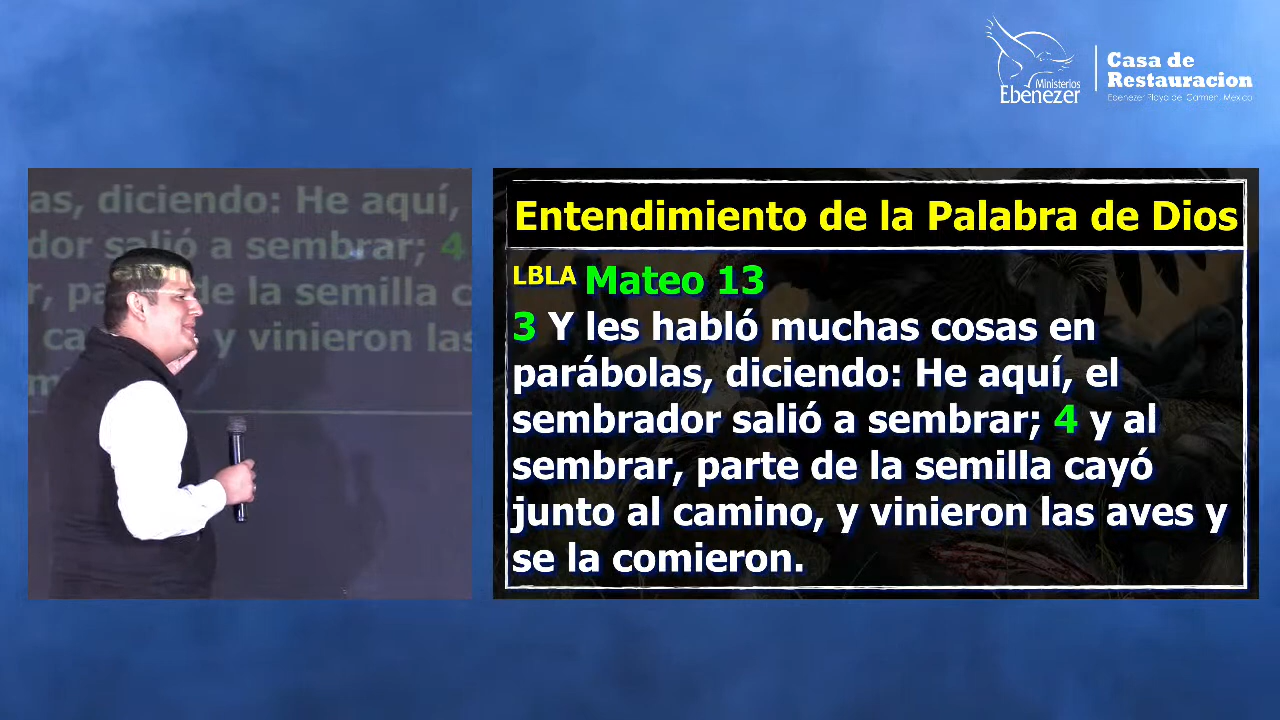 Ministerios
Ebenezer
Casa de
Restauracion
Ebenezer Playa del Carmen, Mexico
as, diciendo: He aquí,
dor salió a sembrar; 4
r, pa de la semilla c
ca y vinieron las
Entendimiento de la Palabra de Dios
LBLA Mateo 13
3 Y les habló muchas cosas en
parábolas, diciendo: He aquí, el
sembrador salió a sembrar; 4 y al
sembrar, parte de la semilla cayó
junto al camino, y vinieron las aves y
se la comieron.